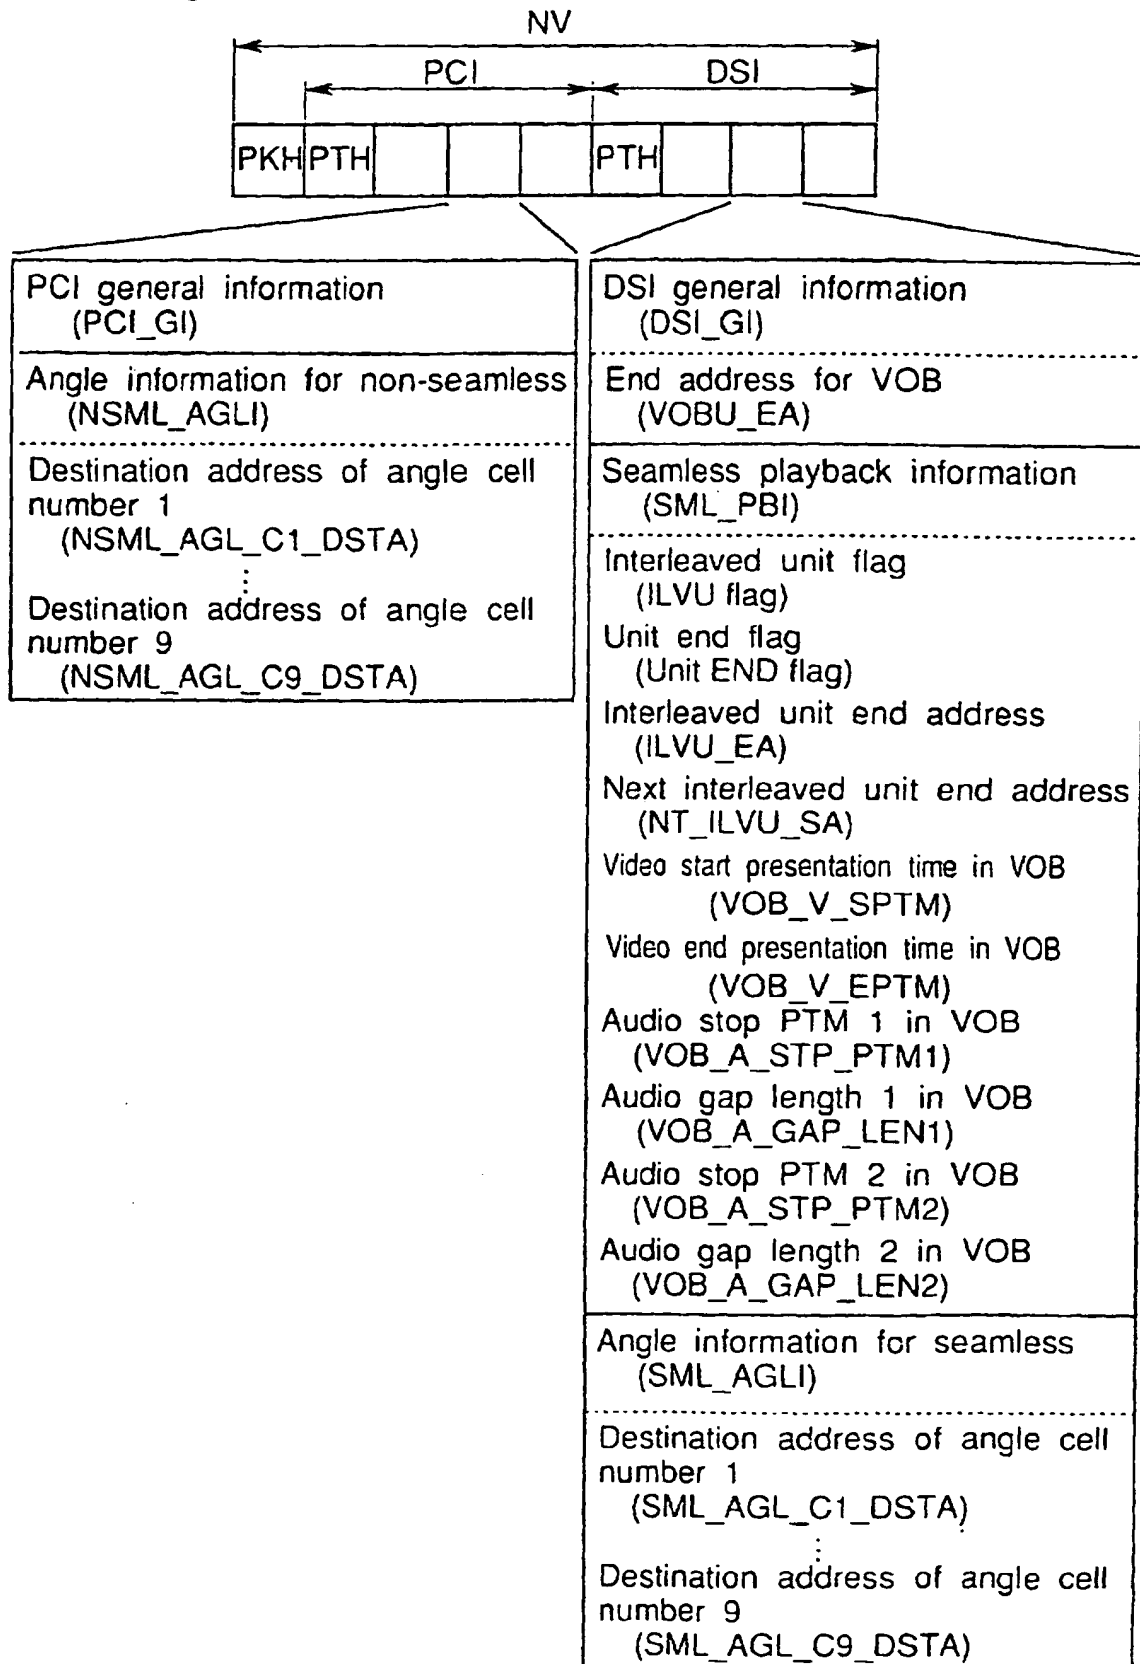 NV
PCI DSI
PKH PTH PTH
PCI general information
(PCI_GI)
Angle information for non-seamless
(NSML_AGLI)
Destination address of angle cell
number 1
(NSML_AGL_C1_DSTA)
⋮
Destination address of angle cell
number 9
(NSML_AGL_C9_DSTA)
DSI general information
(DSI_GI)
End address for VOB
(VOBU_EA)
Seamless playback information
(SML_PBI)
Interleaved unit flag
(ILVU flag)
Unit end flag
(Unit END flag)
Interleaved unit end address
(ILVU_EA)
Next interleaved unit end address
(NT_ILVU_SA)
Video start presentation time in VOB
(VOB_V_SPTM)
Video end presentation time in VOB
(VOB_V_EPTM)
Audio stop PTM 1 in VOB
(VOB_A_STP_PTM1)
Audio gap length 1 in VOB
(VOB_A_GAP_LEN1)
Audio stop PTM 2 in VOB
(VOB_A_STP_PTM2)
Audio gap length 2 in VOB
(VOB_A_GAP_LEN2)
Angle information for seamless
(SML_AGLI)
Destination address of angle cell
number 1
(SML_AGL_C1_DSTA)
⋮
Destination address of angle cell
number 9
(SML_AGL_C9_DSTA)